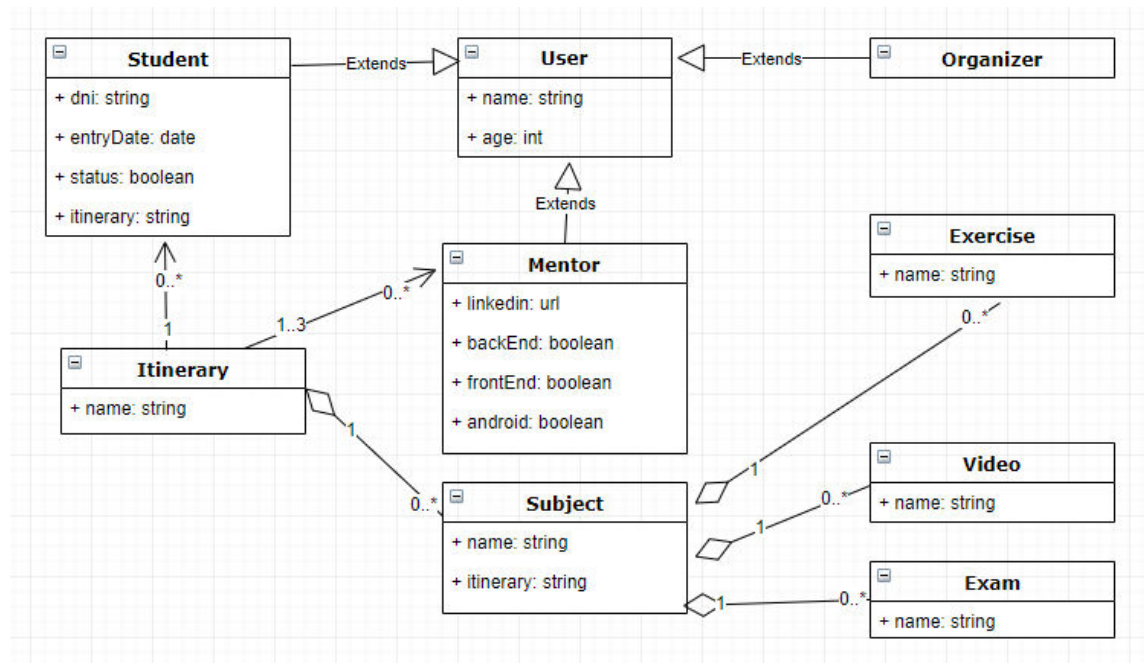 Student
+ dni: string
+ entryDate: date
+ status: boolean
+ itinerary: string
Extends
User
+ name: string
+ age: int
Extends
Organizer
Extends
Mentor
+ linkedin: url
+ backEnd: boolean
+ frontEnd: boolean
+ android: boolean
0..*
1
0..*
1..3
Itinerary
+ name: string
1
0..*
Subject
+ name: string
+ itinerary: string
Exercise
+ name: string
0..*
1
Video
+ name: string
0..*
1
Exam
+ name: string
1
0..*